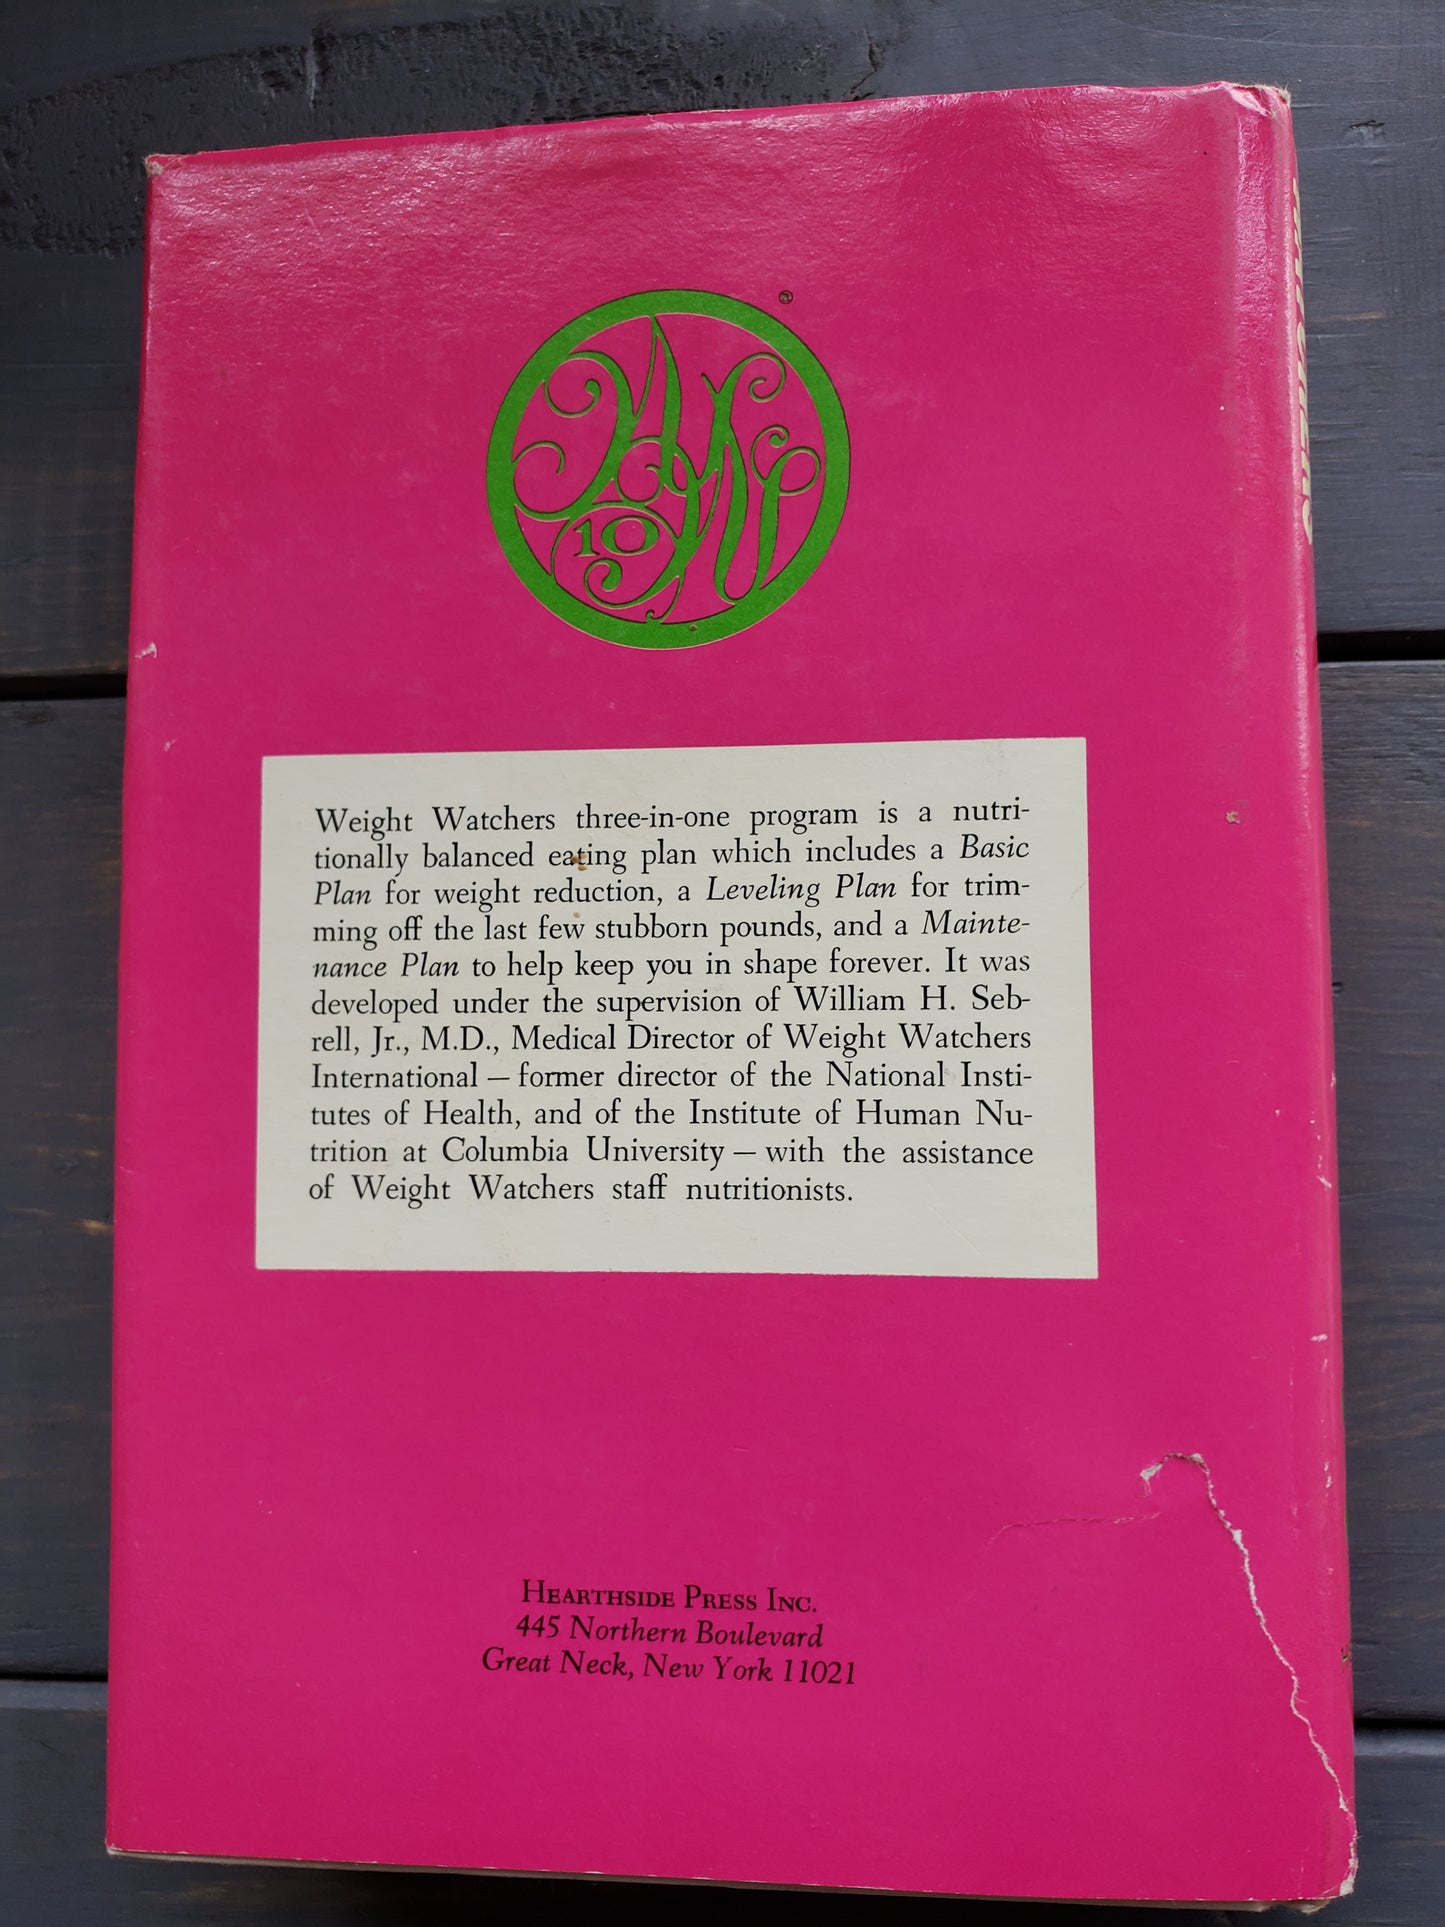 10
Weight Watchers three-in-one program is a nutri-
tionally balanced eating plan which includes a Basic
Plan for weight reduction, a Leveling Plan for trim-
ming off the last few stubborn pounds, and a Mainte-
nance Plan to help keep you in shape forever. It was
developed under the supervision of William H. Seb-
rell, Jr., M.D., Medical Director of Weight Watchers
International — former director of the National Insti-
tutes of Health, and of the Institute of Human Nu-
trition at Columbia University — with the assistance
of Weight Watchers staff nutritionists.
HEARTHSIDE PRESS INC.
445 Northern Boulevard
Great Neck, New York 11021